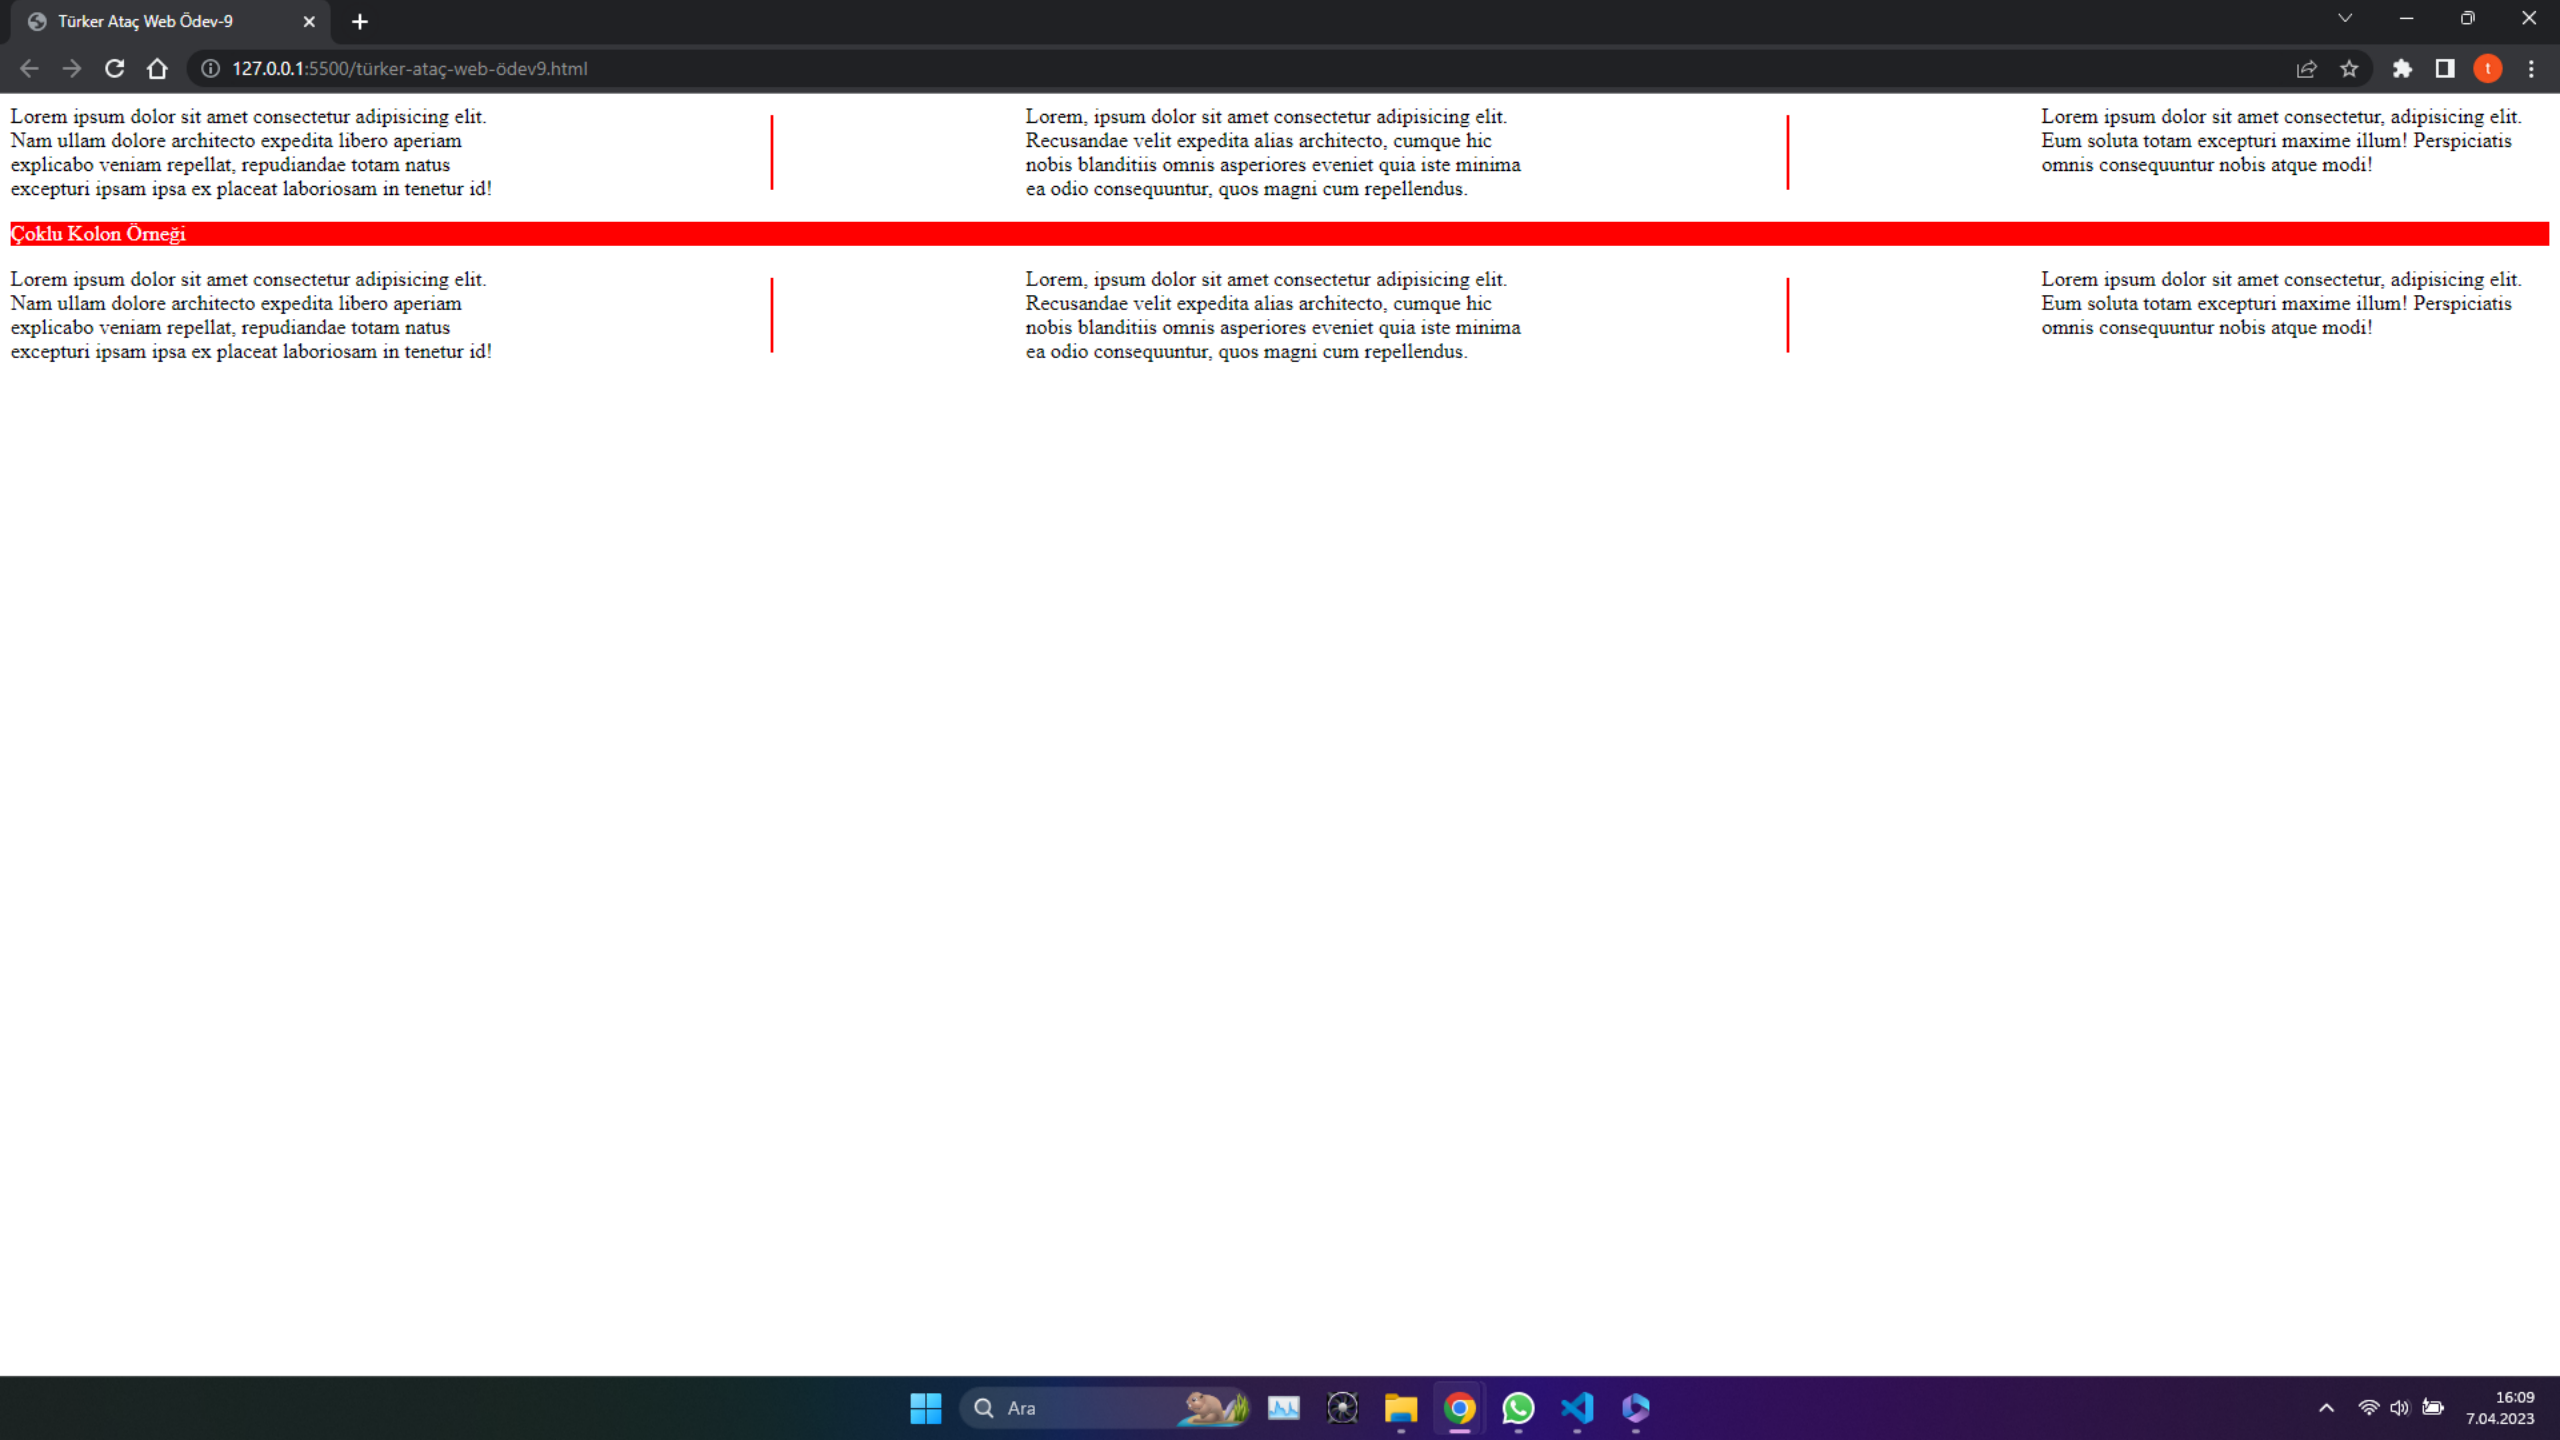 Türker Ataç Web Ödev-9
127.0.0.1:5500/türker-ataç-web-ödev9.html
t
Lorem ipsum dolor sit amet consectetur adipisicing elit.
Nam ullam dolore architecto expedita libero aperiam
explicabo veniam repellat, repudiandae totam natus
excepturi ipsam ipsa ex placeat laboriosam in tenetur id!
Lorem, ipsum dolor sit amet consectetur adipisicing elit.
Recusandae velit expedita alias architecto, cumque hic
nobis blanditiis omnis asperiores eveniet quia iste minima
ea odio consequuntur, quos magni cum repellendus.
Lorem ipsum dolor sit amet consectetur, adipisicing elit.
Eum soluta totam excepturi maxime illum! Perspiciatis
omnis consequuntur nobis atque modi!
Çoklu Kolon Örneği
Lorem ipsum dolor sit amet consectetur adipisicing elit.
Nam ullam dolore architecto expedita libero aperiam
explicabo veniam repellat, repudiandae totam natus
excepturi ipsam ipsa ex placeat laboriosam in tenetur id!
Lorem, ipsum dolor sit amet consectetur adipisicing elit.
Recusandae velit expedita alias architecto, cumque hic
nobis blanditiis omnis asperiores eveniet quia iste minima
ea odio consequuntur, quos magni cum repellendus.
Lorem ipsum dolor sit amet consectetur, adipisicing elit.
Eum soluta totam excepturi maxime illum! Perspiciatis
omnis consequuntur nobis atque modi!
Ara
16:09
7.04.2023